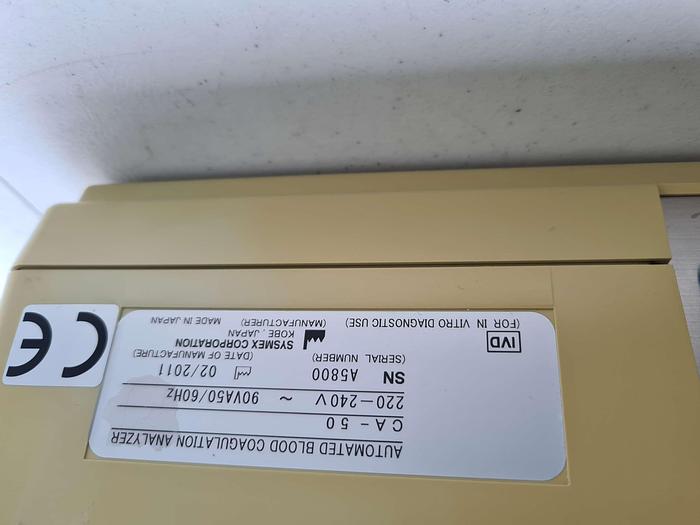 AUTOMATED BLOOD COAGULATION ANALYZER
CA-50
220-240V ~ 90VA50/60Hz
SN A5800 02/2011
(SERIAL NUMBER) (DATE OF MANUFACTURE)
SYSMEX CORPORATION
KOBE, JAPAN
(MANUFACTURER) MADE IN JAPAN
IVD
(FOR IN VITRO DIAGNOSTIC USE)
CE